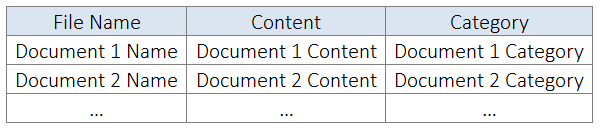 File Name Content Category
Document 1 Name Document 1 Content Document 1 Category
Document 2 Name Document 2 Content Document 2 Category
... ... ...